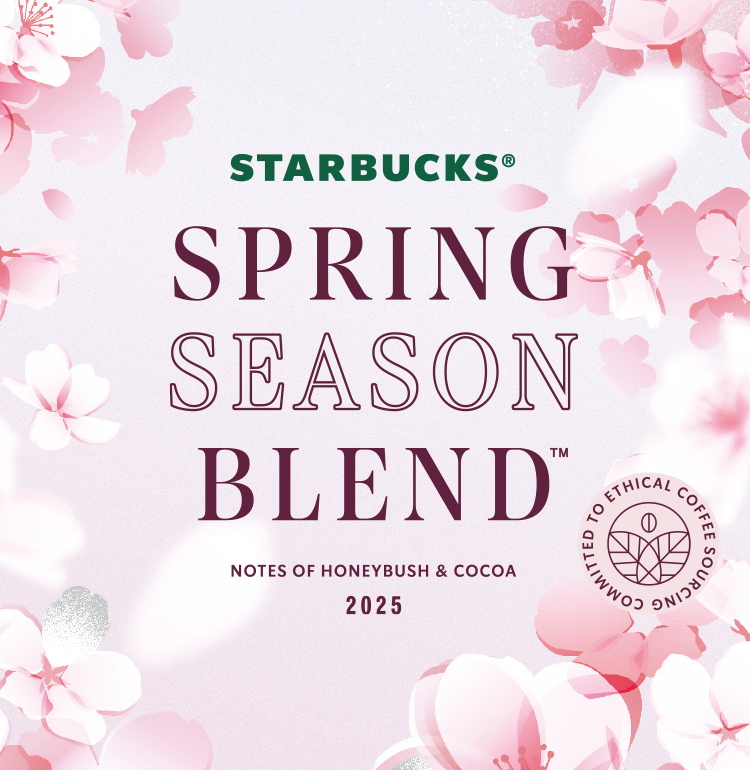 STARBUCKS®
SPRING
SEASON
BLEND™
NOTES OF HONEYBUSH & COCOA
2025
COMMITTED TO ETHICAL COFFEE SOURCING